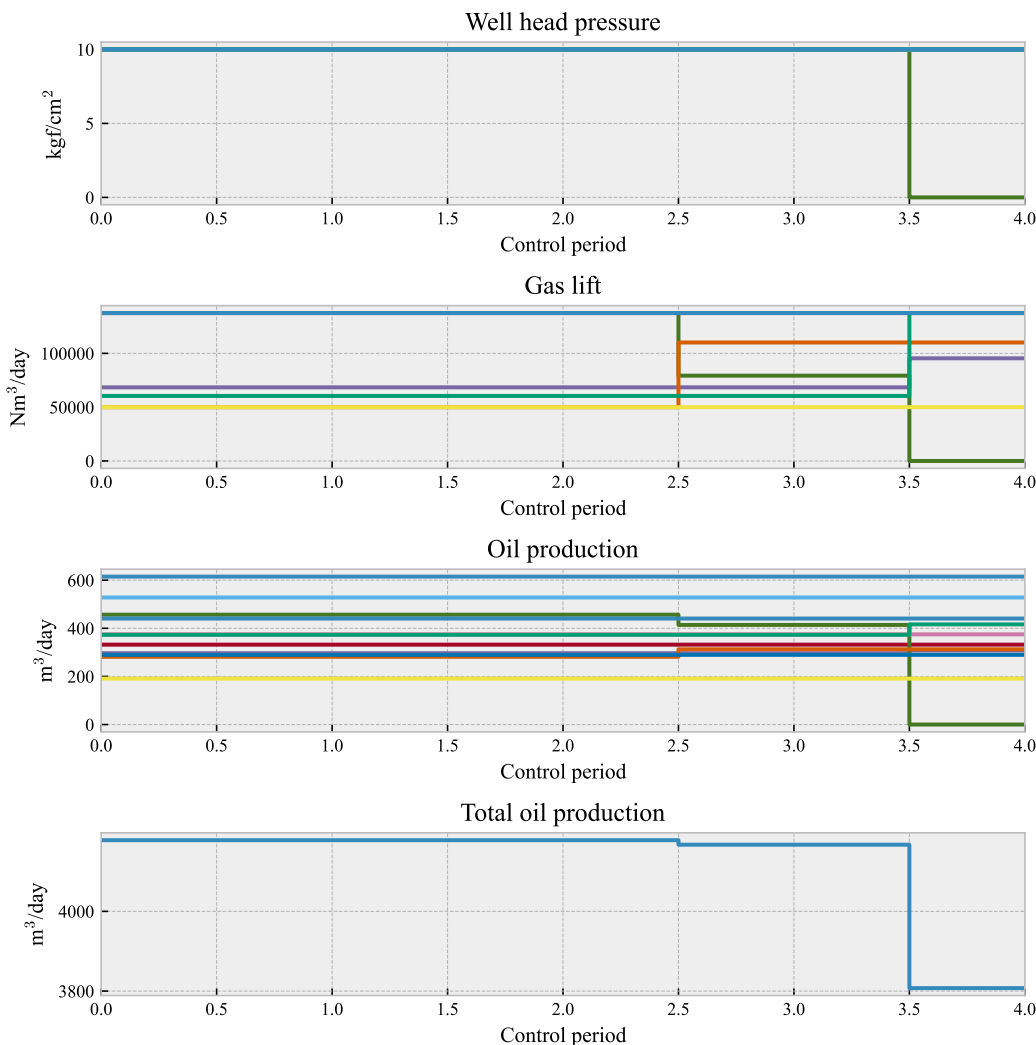 Well head pressure
kgf/cm²
10
5
0
0.0 0.5 1.0 1.5 2.0 2.5 3.0 3.5 4.0
Control period
Gas lift
Nm³/day
100000
50000
0
0.0 0.5 1.0 1.5 2.0 2.5 3.0 3.5 4.0
Control period
Oil production
m³/day
600
400
200
0
0.0 0.5 1.0 1.5 2.0 2.5 3.0 3.5 4.0
Control period
Total oil production
m³/day
4000
3800
0.0 0.5 1.0 1.5 2.0 2.5 3.0 3.5 4.0
Control period